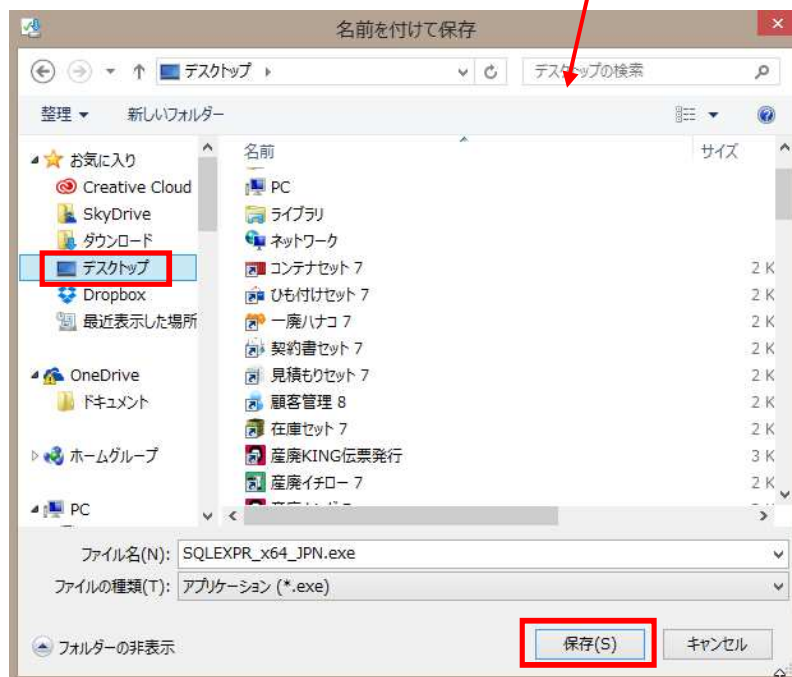 名前を付けて保存
デスクトップ
デスクトップの検索
整理
新しいフォルダー
お気に入り
Creative Cloud
SkyDrive
ダウンロード
デスクトップ
Dropbox
最近表示した場所
OneDrive
ドキュメント
ホームグループ
PC
名前 サイズ
PC
ライブラリ
ネットワーク
コンテナセット 7 2 K
ひも付けセット 7 2 K
一廃ハナコ 7 2 K
契約書セット 7 2 K
見積もりセット 7 2 K
顧客管理 8 2 K
在庫セット 7 2 K
産廃KING伝票発行 3 K
産廃イチロー 7 2 K
ファイル名(N): SQLEXPR_x64_JPN.exe
ファイルの種類(T): アプリケーション (*.exe)
フォルダーの非表示
保存(S)
キャンセル